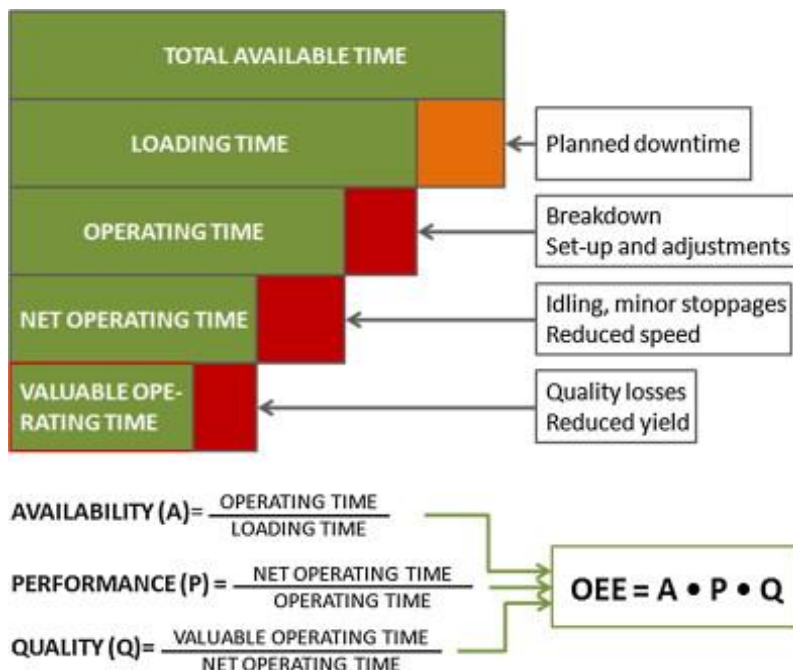 TOTAL AVAILABLE TIME
LOADING TIME
Planned downtime
OPERATING TIME
Breakdown
Set-up and adjustments
NET OPERATING TIME
Idling, minor stoppages
Reduced speed
VALUABLE OPE-
RATING TIME
Quality losses
Reduced yield
AVAILABILITY (A)= OPERATING TIME
LOADING TIME
PERFORMANCE (P) = NET OPERATING TIME
OPERATING TIME
OEE = A • P • Q
QUALITY (Q)= VALUABLE OPERATING TIME
NET OPERATING TIME